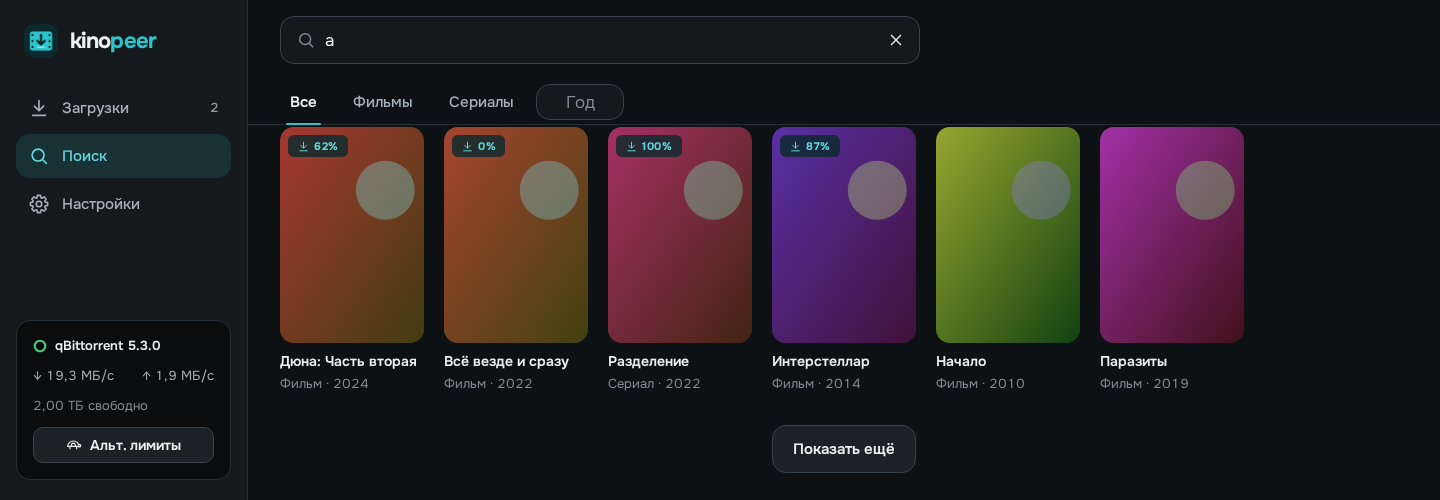 kinopeer
Загрузки 2
Поиск
Настройки
qBittorrent 5.3.0
↓ 19,3 МБ/с ↑ 1,9 МБ/с
2,00 ТБ свободно
Альт. лимиты
а
Все Фильмы Сериалы Год
62% 0% 100% 87%
Дюна: Часть вторая
Фильм · 2024
Всё везде и сразу
Фильм · 2022
Разделение
Сериал · 2022
Интерстеллар
Фильм · 2014
Начало
Фильм · 2010
Паразиты
Фильм · 2019
Показать ещё